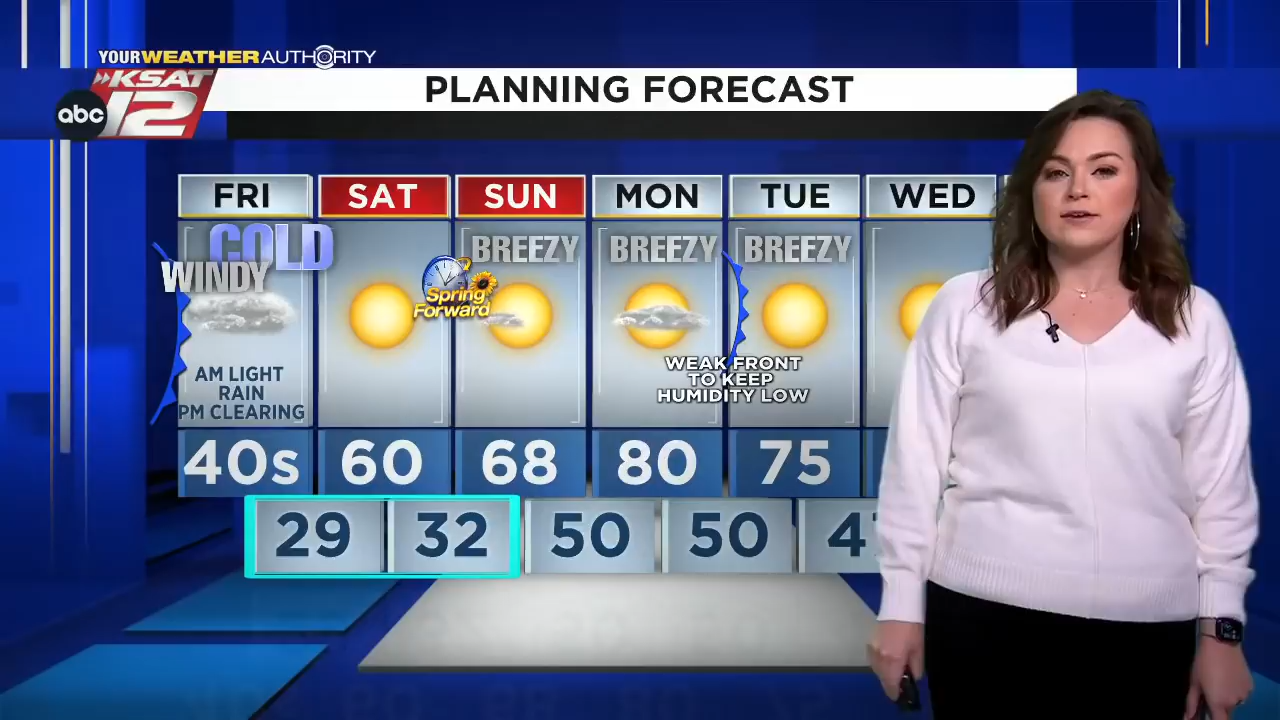 YOURWEATHERAUTHORITY
KSAT
abc 12
PLANNING FORECAST
FRI SAT SUN MON TUE WED
COLD
WINDY
BREEZY BREEZY BREEZY
Spring
Forward
AM LIGHT
RAIN
PM CLEARING
WEAK FRONT
TO KEEP
HUMIDITY LOW
40s 60 68 80 75
29 32 50 50